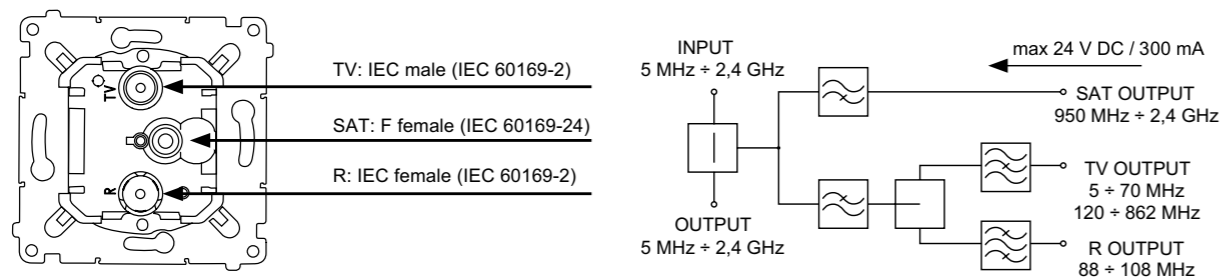 TV: IEC male (IEC 60169-2)
SAT: F female (IEC 60169-24)
R: IEC female (IEC 60169-2)
TV
R
INPUT
5 MHz ÷ 2,4 GHz
OUTPUT
5 MHz ÷ 2,4 GHz
max 24 V DC / 300 mA
SAT OUTPUT
950 MHz ÷ 2,4 GHz
TV OUTPUT
5 ÷ 70 MHz
120 ÷ 862 MHz
R OUTPUT
88 ÷ 108 MHz